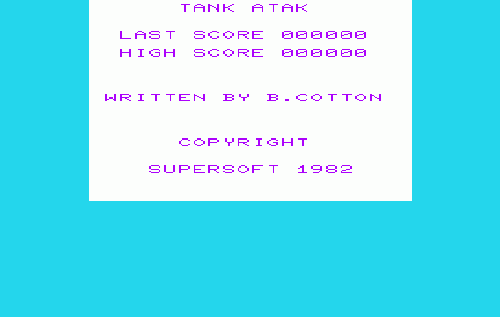 TANK ATAK
LAST SCORE 000000
HIGH SCORE 000000
WRITTEN BY B.COTTON
COPYRIGHT
SUPERSOFT 1982